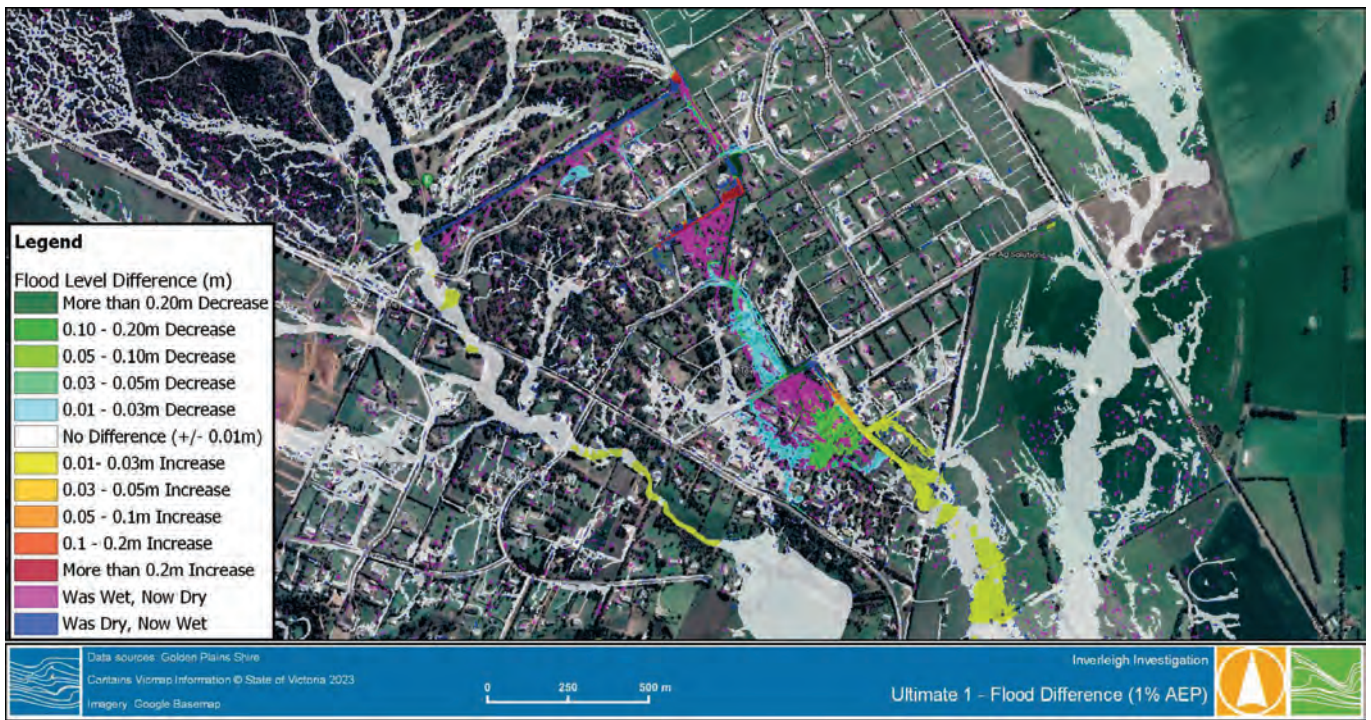 Ag Solutions
Legend
Flood Level Difference (m)
More than 0.20m Decrease
0.10 - 0.20m Decrease
0.05 - 0.10m Decrease
0.03 - 0.05m Decrease
0.01 - 0.03m Decrease
No Difference (+/- 0.01m)
0.01- 0.03m Increase
0.03 - 0.05m Increase
0.05 - 0.1m Increase
0.1 - 0.2m Increase
More than 0.2m Increase
Was Wet, Now Dry
Was Dry, Now Wet
Data sources: Golden Plains Shire
Contains Vicmap Information © State of Victoria 2023
Imagery: Google Basemap
0 250 500 m
Inverleigh Investigation
Ultimate 1 - Flood Difference (1% AEP)